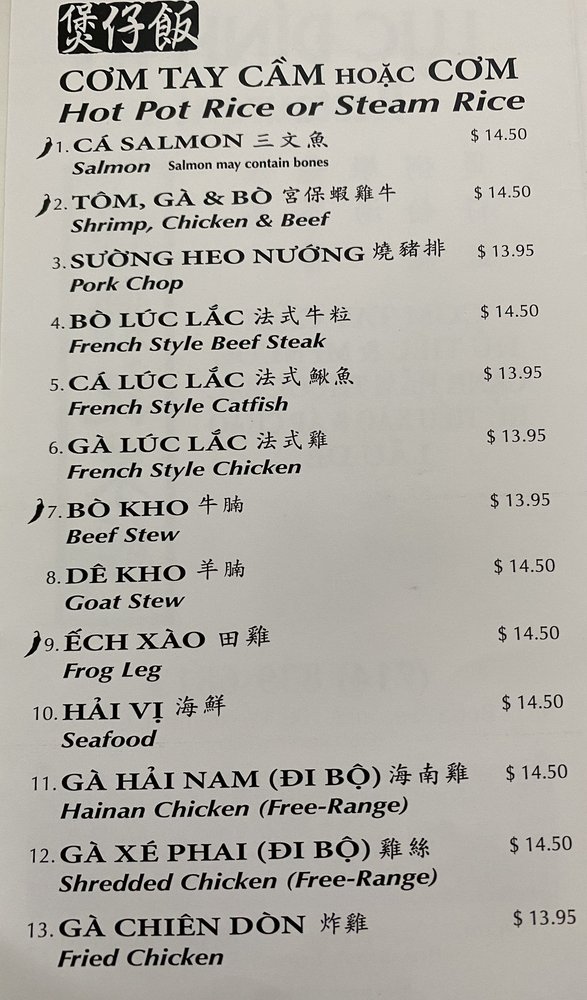 煲仔飯
CƠM TAY CẦM HOẶC CƠM
Hot Pot Rice or Steam Rice
1. CÁ SALMON 三文魚 $ 14.50
Salmon Salmon may contain bones
2. TÔM, GÀ & BÒ 宮保蝦雞牛 $ 14.50
Shrimp, Chicken & Beef
3. SƯỜNG HEO NƯỚNG 燒豬排 $ 13.95
Pork Chop
4. BÒ LÚC LẮC 法式牛粒 $ 14.50
French Style Beef Steak
5. CÁ LÚC LẮC 法式鰍魚 $ 13.95
French Style Catfish
6. GÀ LÚC LẮC 法式雞 $ 13.95
French Style Chicken
7. BÒ KHO 牛腩 $ 13.95
Beef Stew
8. DÊ KHO 羊腩 $ 14.50
Goat Stew
9. ẾCH XÀO 田雞 $ 14.50
Frog Leg
10. HẢI VỊ 海鮮 $ 14.50
Seafood
11. GÀ HẢI NAM (ĐI BỘ) 海南雞 $ 14.50
Hainan Chicken (Free-Range)
12. GÀ XÉ PHAI (ĐI BỘ) 雞絲 $ 14.50
Shredded Chicken (Free-Range)
13. GÀ CHIÊN DÒN 炸雞 $ 13.95
Fried Chicken